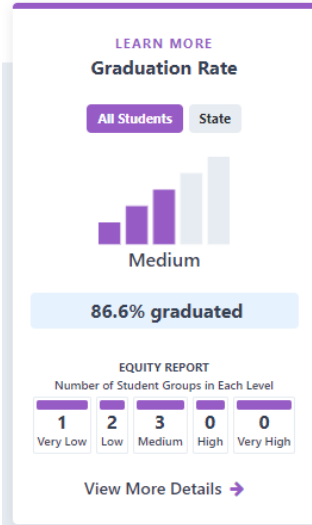 LEARN MORE
Graduation Rate
All Students State
Medium
86.6% graduated
EQUITY REPORT
Number of Student Groups in Each Level
1 2 3 0 0
Very Low Low Medium High Very High
View More Details →